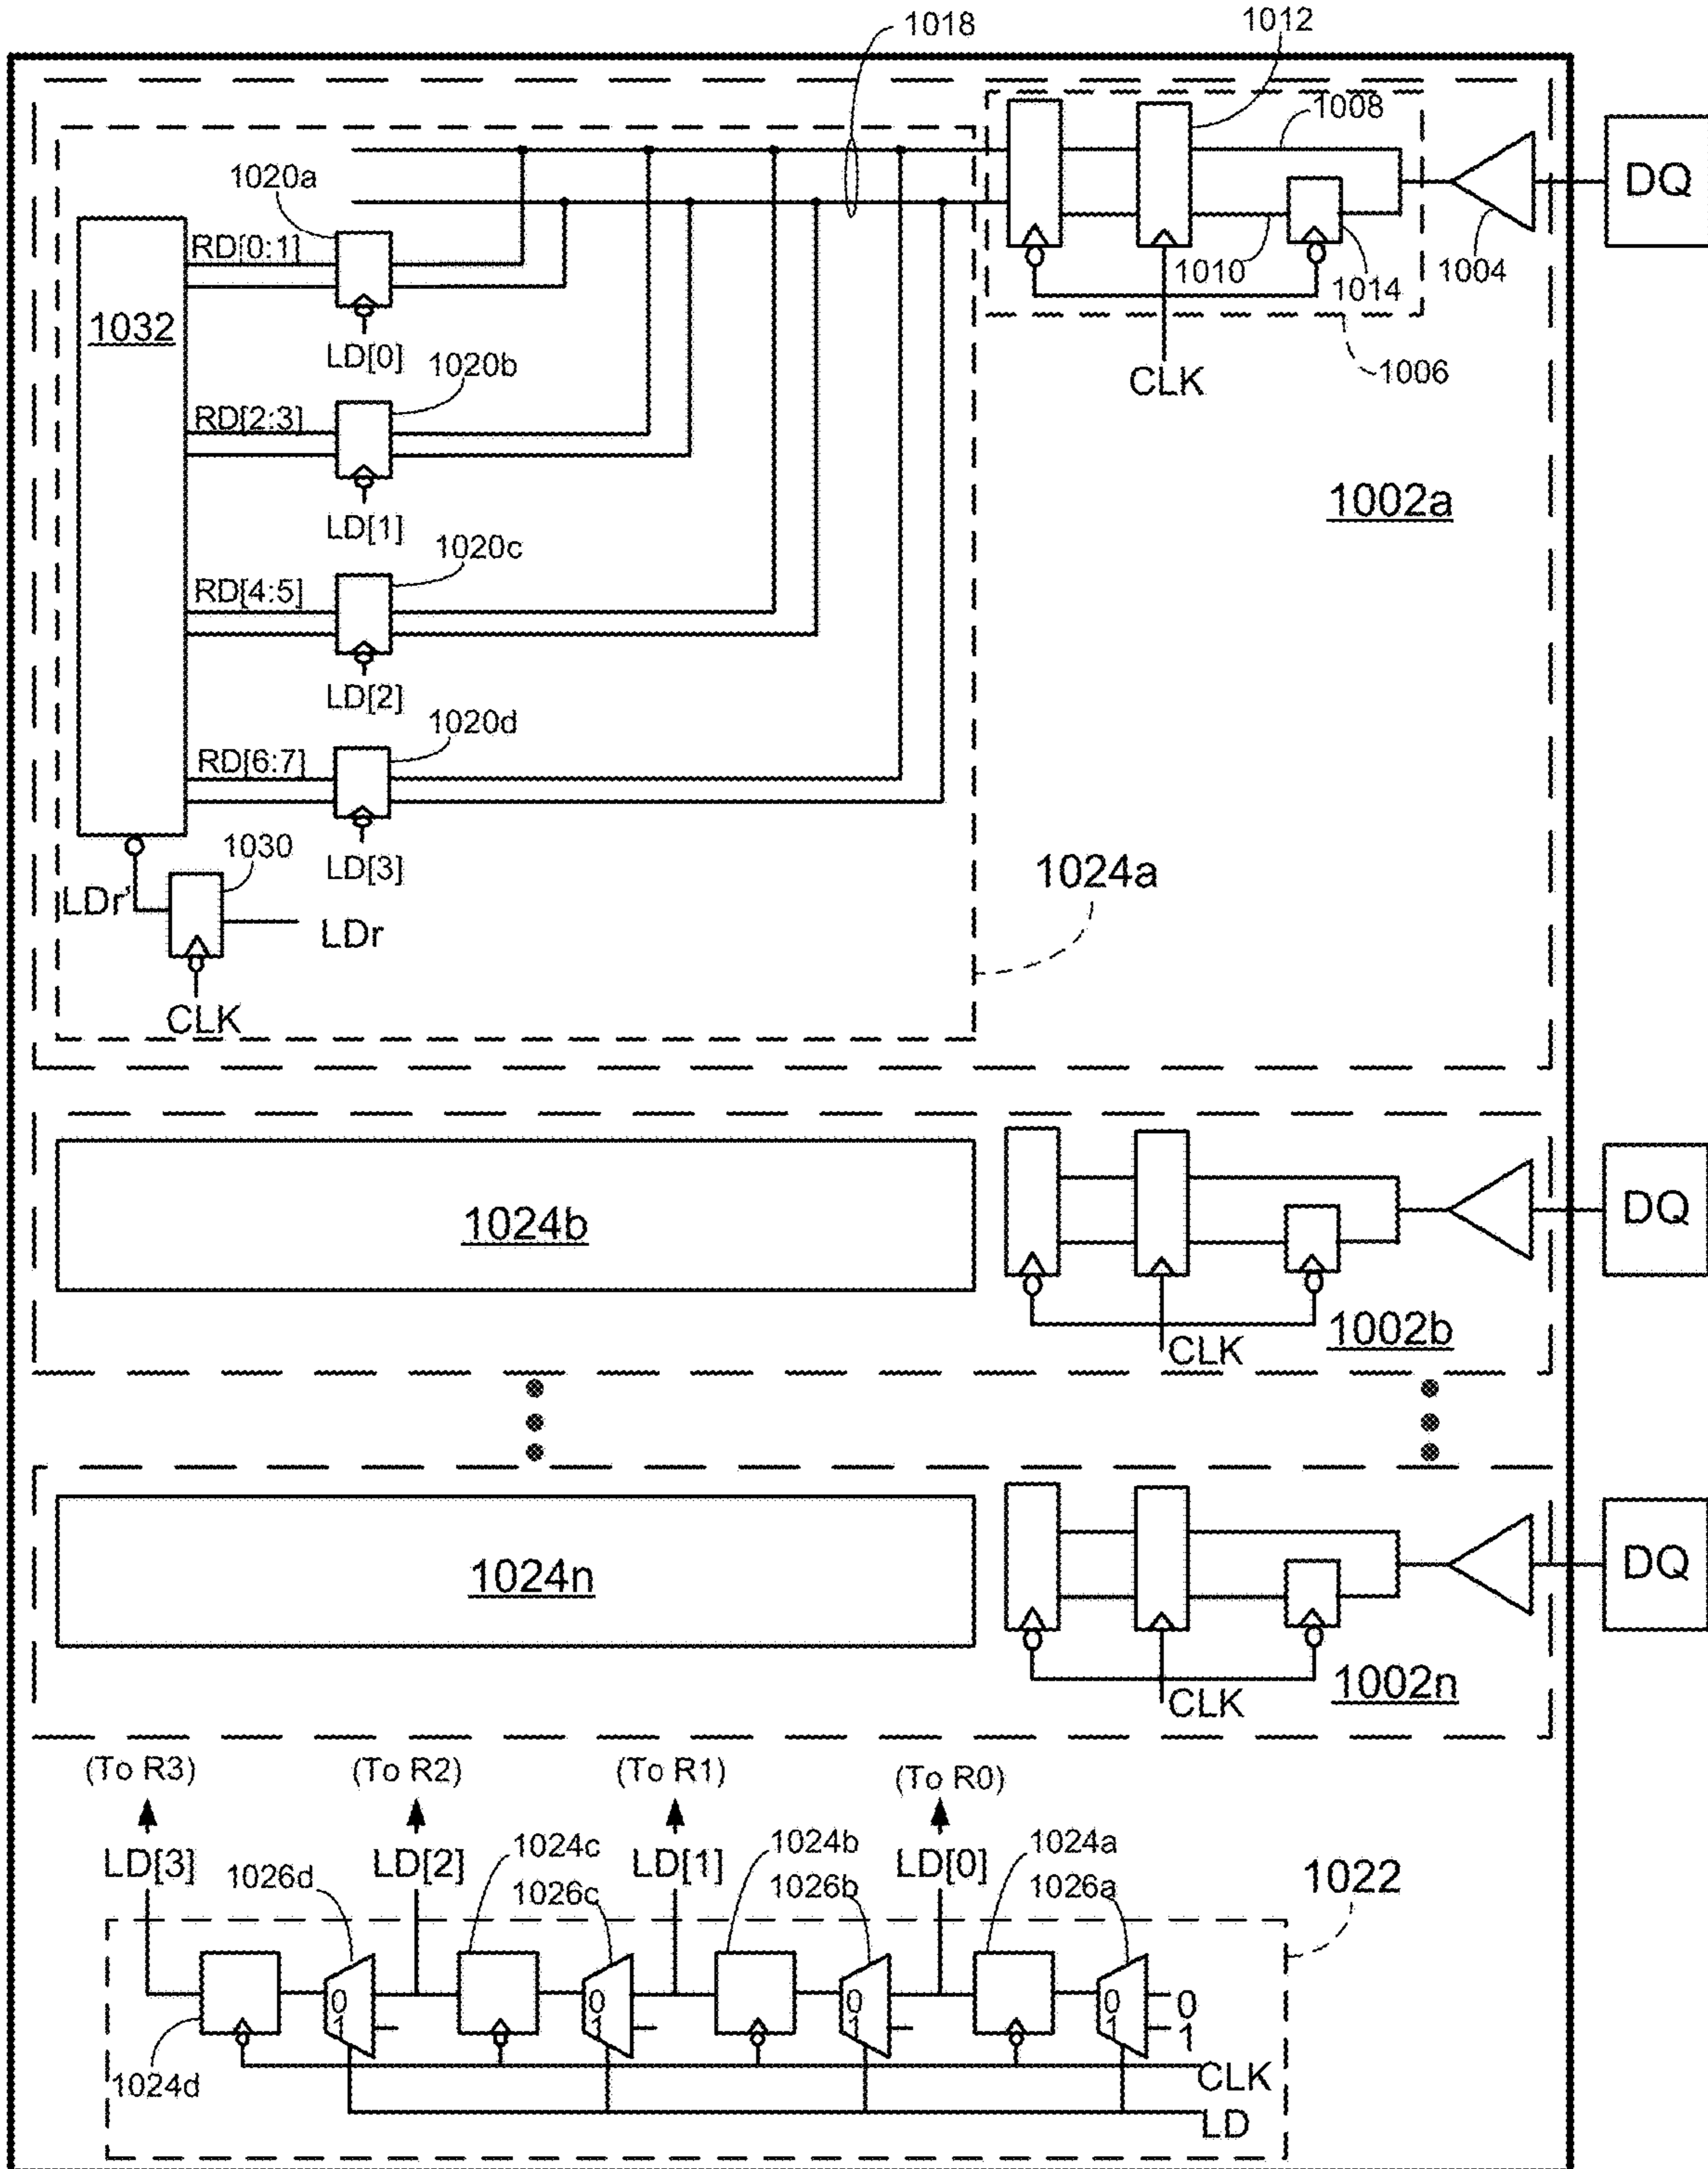 1018
1012
1008
DQ
1020a
RD[0:1]
1032
LD[0]
1010
1014
1004
1006
CLK
1020b
RD[2:3]
LD[1]
1002a
1020c
RD[4:5]
LD[2]
1020d
RD[6:7]
LD[3]
1030
LDr'
LDr
CLK
1024a
1024b
CLK
1002b
DQ
1024n
CLK
1002n
DQ
(To R3)
(To R2)
(To R1)
(To R0)
LD[3]
1026d
LD[2]
1024c
1026c
LD[1]
1024b
1026b
LD[0]
1024a
1026a
1022
0
1
0
1
0
1
0
1
0
1
1024d
CLK
LD